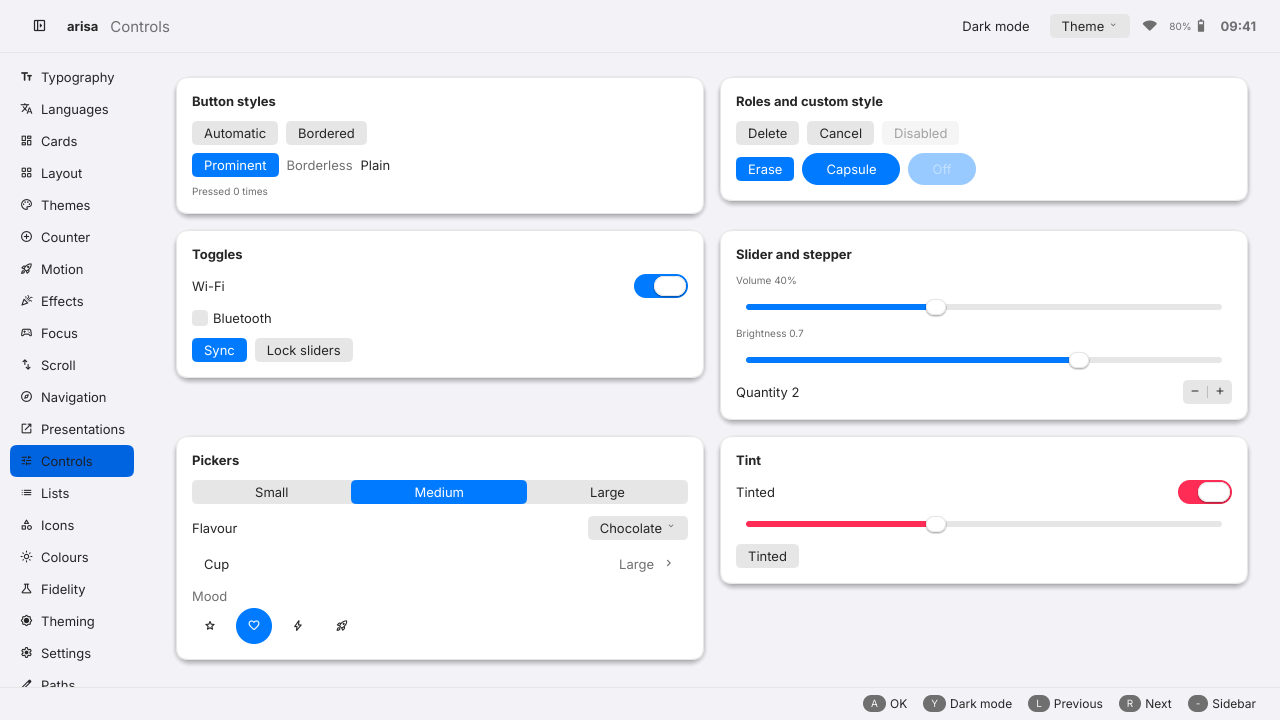 arisa Controls
Dark mode
Theme
80%
09:41
Typography
Languages
Cards
Layout
Themes
Counter
Motion
Effects
Focus
Scroll
Navigation
Presentations
Controls
Lists
Icons
Colours
Fidelity
Theming
Settings
Paths
Button styles
Automatic Bordered
Prominent Borderless Plain
Pressed 0 times
Roles and custom style
Delete Cancel Disabled
Erase Capsule Off
Toggles
Wi-Fi
Bluetooth
Sync Lock sliders
Slider and stepper
Volume 40%
Brightness 0.7
Quantity 2
− +
Pickers
Small Medium Large
Flavour Chocolate
Cup Large
Mood
Tint
Tinted
Tinted
A OK Y Dark mode L Previous R Next - Sidebar